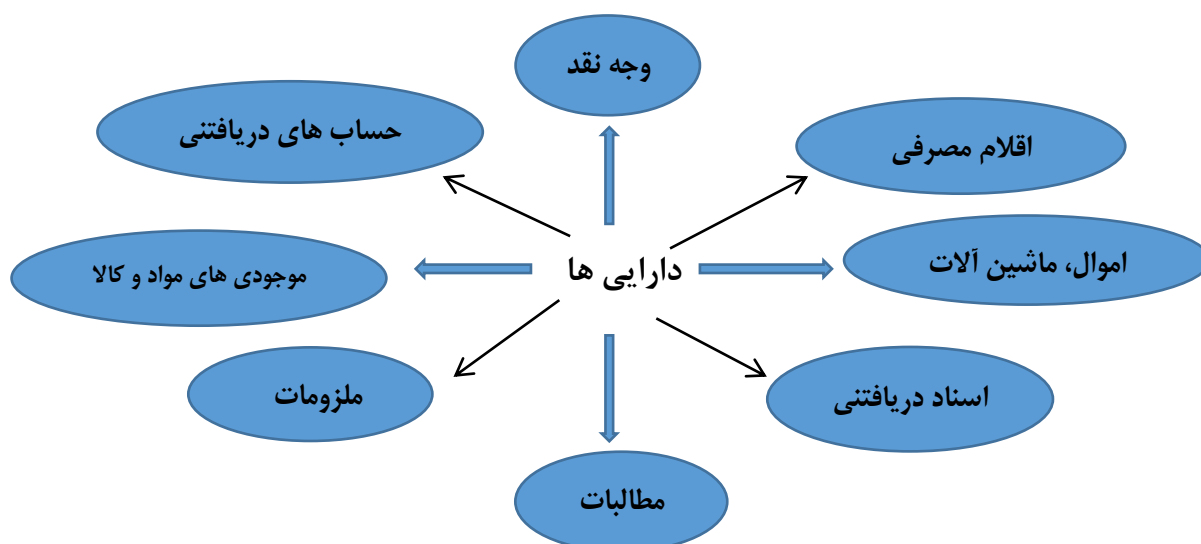 وجه نقد
حساب های دریافتنی
اقلام مصرفی
اموال، ماشین آلات
دارایی ها
موجودی های مواد و کالا
ملزومات
اسناد دریافتنی
مطالبات